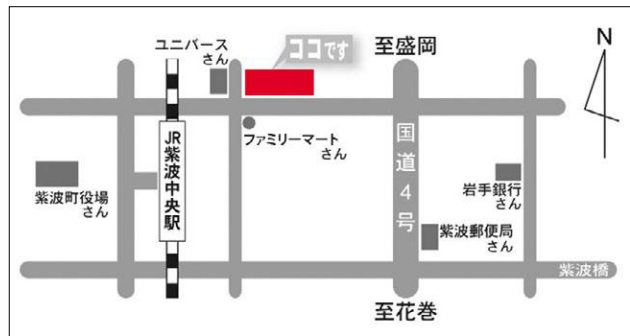 ユニバース
さん
ココです
至盛岡
N
JR紫波中央駅
ファミリーマート
さん
国道4号
紫波町役場
さん
岩手銀行
さん
紫波郵便局
さん
紫波橋
至花巻